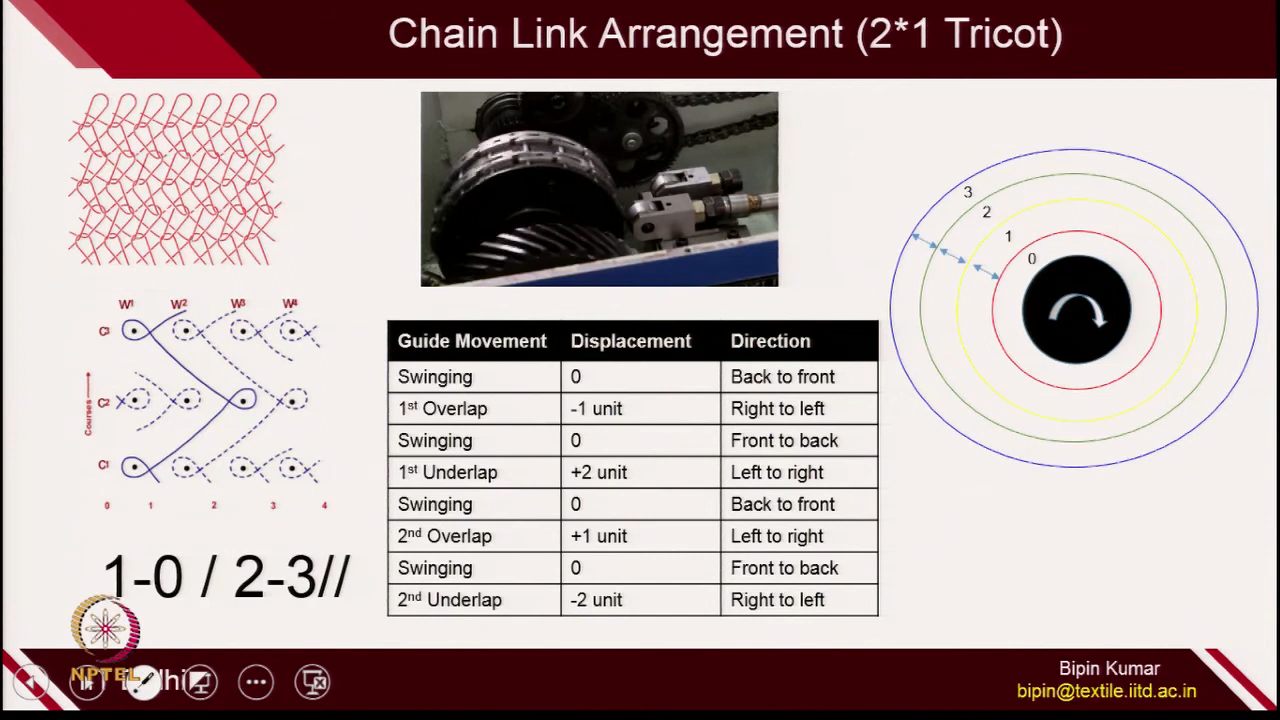 Chain Link Arrangement (2*1 Tricot)
W1 W2 W3 W4
C3
C2
C1
Courses
0 1 2 3 4
1-0 / 2-3//
Guide Movement Displacement Direction
Swinging 0 Back to front
1st Overlap -1 unit Right to left
Swinging 0 Front to back
1st Underlap +2 unit Left to right
Swinging 0 Back to front
2nd Overlap +1 unit Left to right
Swinging 0 Front to back
2nd Underlap -2 unit Right to left
3
2
1
0
NPTEL
Bipin Kumar
bipin@textile.iitd.ac.in